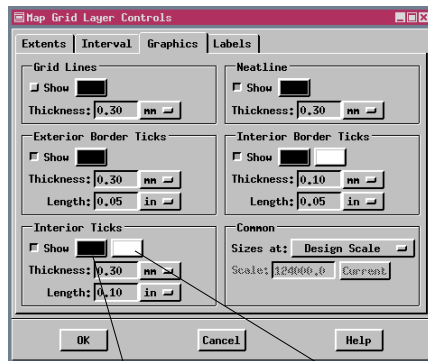 Map Grid Layer Controls
Extents Interval Graphics Labels
Grid Lines
Show
Thickness: 0.30 mm
Neatline
Show
Thickness: 0.30 mm
Exterior Border Ticks
Show
Thickness: 0.30 mm
Length: 0.05 in
Interior Border Ticks
Show
Thickness: 0.10 mm
Length: 0.05 in
Interior Ticks
Show
Thickness: 0.30 mm
Length: 0.10 in
Common
Sizes at: Design Scale
Scale: 124000.0 Current
OK Cancel Help